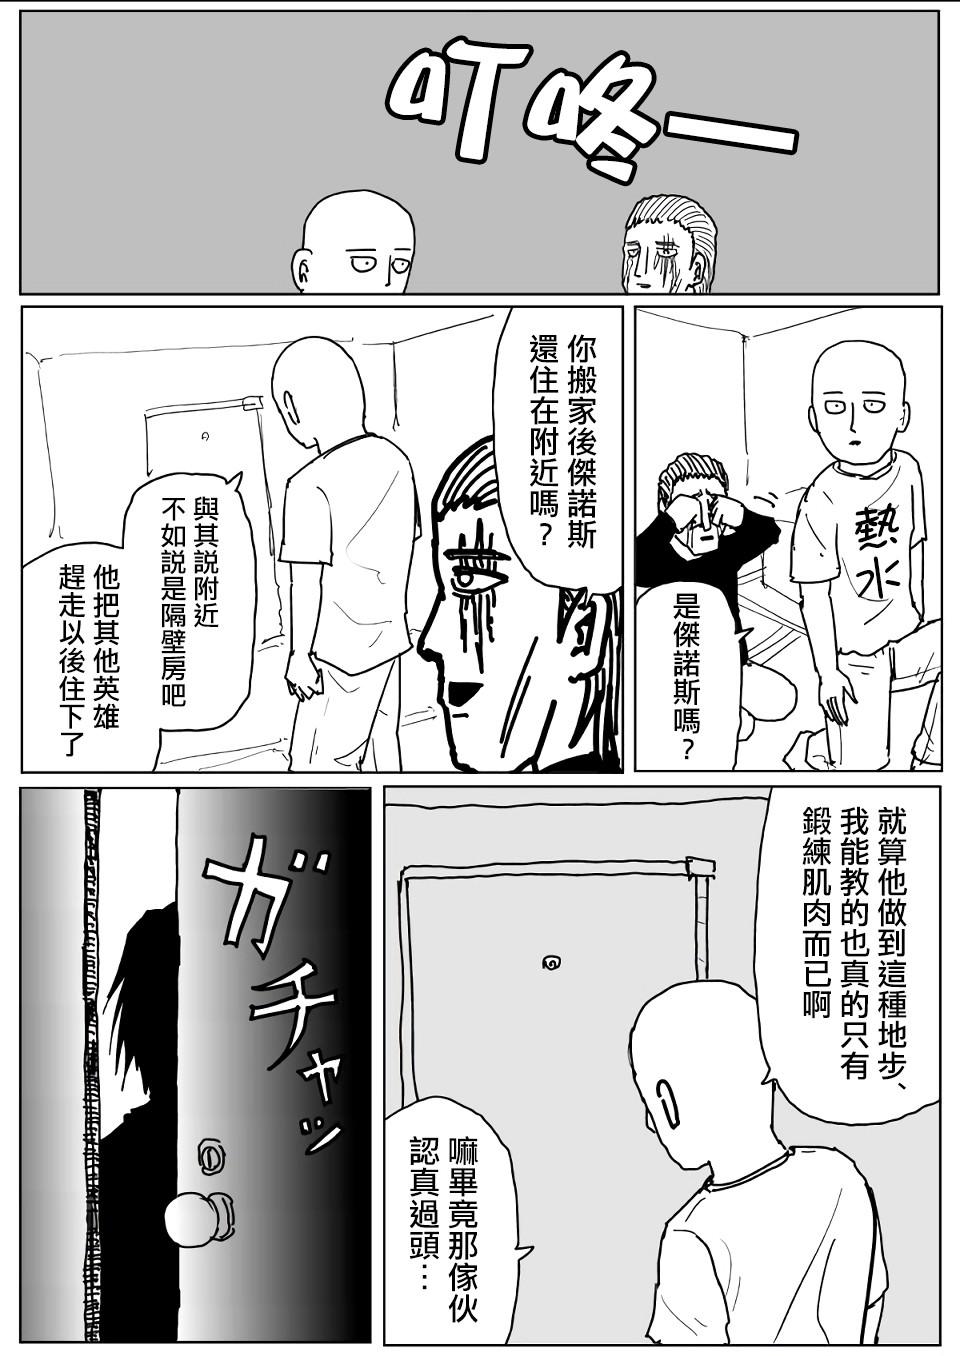 叮咚一
熱水
是傑諾斯嗎？
你搬家後傑諾斯
還住在附近嗎？
與其説附近
不如説是隔壁房吧
他把其他英雄
趕走以後住下了
就算他做到這種地步、
我能教的也真的只有
鍛練肌肉而已啊
嘛畢竟那傢伙
認真過頭…
ガチャッ